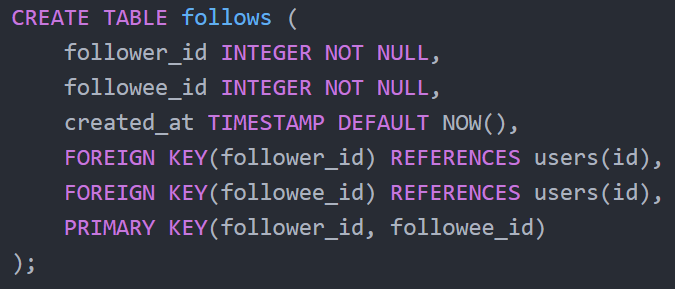 CREATE TABLE follows (
    follower_id INTEGER NOT NULL,
    followee_id INTEGER NOT NULL,
    created_at TIMESTAMP DEFAULT NOW(),
    FOREIGN KEY(follower_id) REFERENCES users(id),
    FOREIGN KEY(followee_id) REFERENCES users(id),
    PRIMARY KEY(follower_id, followee_id)
);